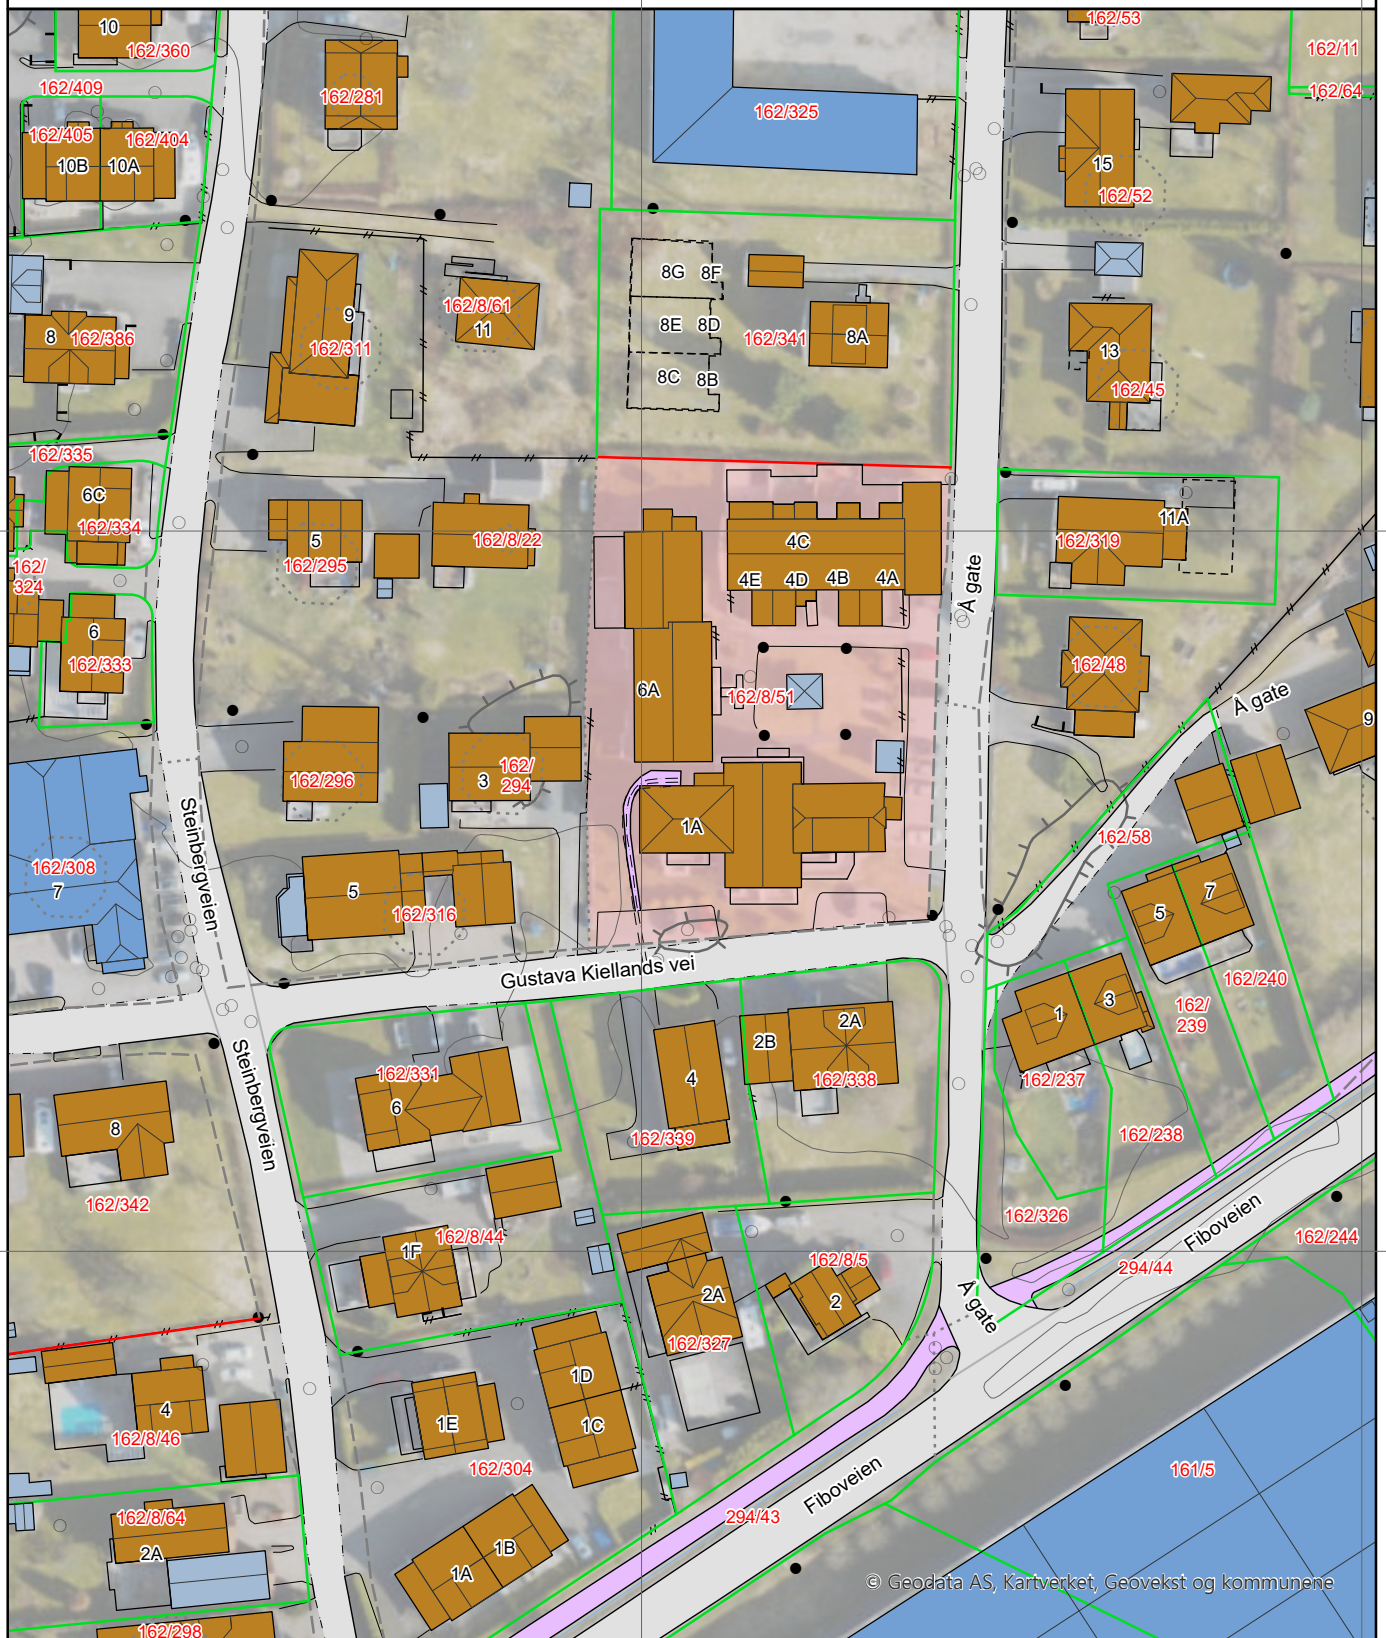 10
162/360
162/409
162/405
162/404
10B
10A
162/281
162/325
162/53
162/11
162/64
15
162/52
8
162/386
9
162/311
162/8/61
11
8G
8F
8E
8D
8C
8B
162/341
8A
13
162/45
162/335
6C
162/334
162/
324
6
162/333
5
162/295
162/8/22
4C
4E
4D
4B
4A
Å gate
11A
162/319
162/48
6A
162/8/51
Å gate
9
162/296
3
162/
294
1A
162/58
Steinbergveien
162/308
7
5
162/316
5
7
Gustava Kiellands vei
162/240
162/
239
1
3
162/237
162/238
2A
2B
162/338
4
162/339
162/331
6
8
Steinbergveien
162/342
162/326
Fiboveien
162/244
294/44
Å gate
1F
162/8/44
2A
162/327
162/8/5
2
1D
1C
1E
162/304
4
162/8/46
162/8/64
2A
1B
1A
162/298
294/43
Fiboveien
161/5
© Geodata AS, Kartverket, Geovekst og kommunene